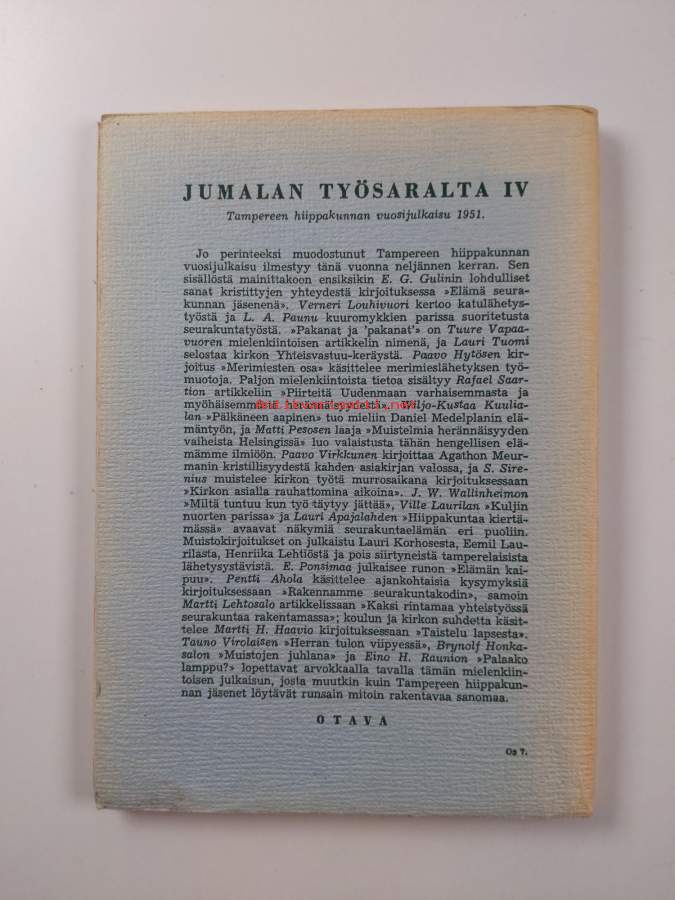 JUMALAN TYÖSARALTA IV
Tampereen hiippakunnan vuosijulkaisu 1951.
Jo perinteeksi muodostunut Tampereen hiippakunnan
vuosijulkaisu ilmestyy tänä vuonna neljännen kerran. Sen
sisällöstä mainittakoon ensiksikin E. G. Gulinin lohdulliset
sanat kristittyjen yhteydestä kirjoituksessa »Elämä seura-
kunnan jäsenenä». Verneri Louhivuori kertoo katulähetys-
työstä ja L. A. Paunu kuuromykkien parissa suoritetusta
seurakuntatyöstä. »Pakanat ja 'pakanat'» on Tuure Vapaa-
vuoren mielenkiintoisen artikkelin nimenä, ja Lauri Tuomi
selostaa kirkon Yhteisvastuu-keräystä. Paavo Hytösen kir-
joitus »Merimiesten osa» käsittelee merimieslähetyksen työ-
muotoja. Paljon mielenkiintoista tietoa sisältyy Rafael Saar-
tion artikkeliin »Piirteitä Uudenmaan varhaisemmasta ja
myöhäisemmästä herännäisyydestä». Viljo-Kustaa Kuulia-
lan »Pälkäneen aapinen» tuo mieliin Daniel Medelplanin elä-
mäntyön, ja Matti Pesosen laaja »Muistelmia herännäisyyden
vaiheista Helsingissä» luo valaistusta tähän hengellisen elä-
mämme ilmiöön. Paavo Virkkunen kirjoittaa Agathon Meur-
manin kristillisyydestä kahden asiakirjan valossa, ja S. Sire-
nius muistelee kirkon työtä murrosaikana kirjoituksessaan
»Kirkon asialla rauhattomina aikoina». J. W. Wallinheimon
»Miltä tuntuu kun työ täytyy jättää», Ville Laurilan »Kuljin
nuorten parissa» ja Lauri Apajalahden »Hiippakuntaa kiertä-
mässä» avaavat näkymiä seurakuntaelämän eri puoliin.
Muistokirjoitukset on julkaistu Lauri Korhosesta, Eemil Lau-
rilasta, Henriika Lehtiöstä ja pois siirtyneistä tamperelaisista
lähetysystävistä. E. Ponsimaa julkaisee runon »Elämän kai-
puu». Pentti Ahola käsittelee ajankohtaisia kysymyksiä
kirjoituksessaan »Rakennamme seurakuntakodin», samoin
Martti Lehtosalo artikkelissaan »Kaksi rintamaa yhteistyössä
seurakuntaa rakentamassa»; koulun ja kirkon suhdetta käsit-
telee Martti H. Haavio kirjoituksessaan »Taistelu lapsesta».
Tauno Virolaisen »Herran tulon viipyessä», Brynolf Honka-
salon »Muistojen juhlana» ja Eino H. Raunion »Palaako
lamppu?» lopettavat arvokkaalla tavalla tämän mielenkiin-
toisen julkaisun, josta muutkin kuin Tampereen hiippakun-
nan jäsenet löytävät runsain mitoin rakentavaa sanomaa.
OTAVA
Os 7.